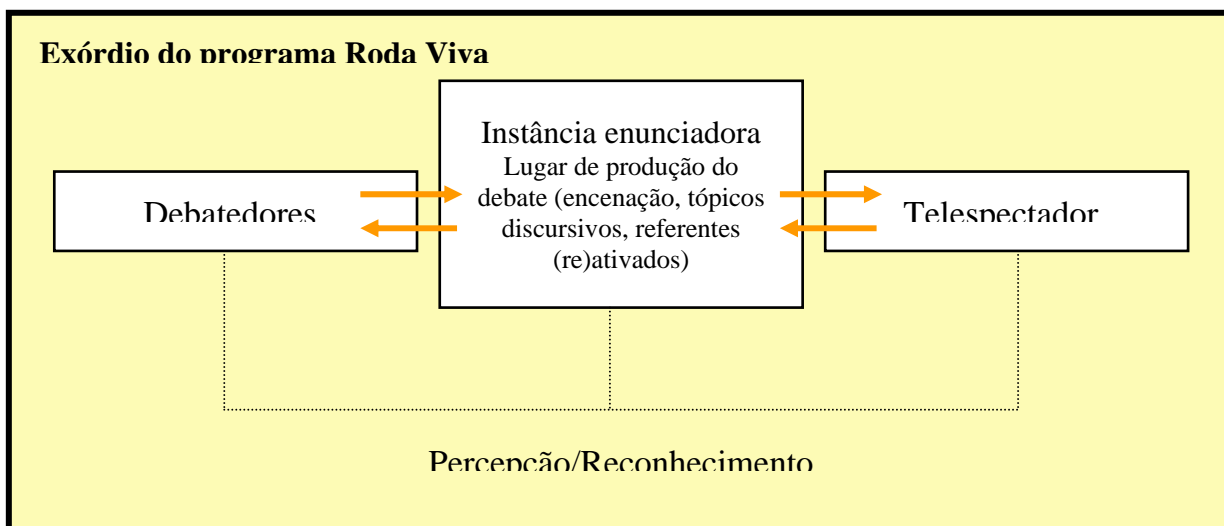 Exórdio do programa Roda Viva
Instância enunciadora
Lugar de produção do
debate (encenação, tópicos
discursivos, referentes
(re)ativados)
Debatedores
Telespectador
Percepção/Reconhecimento